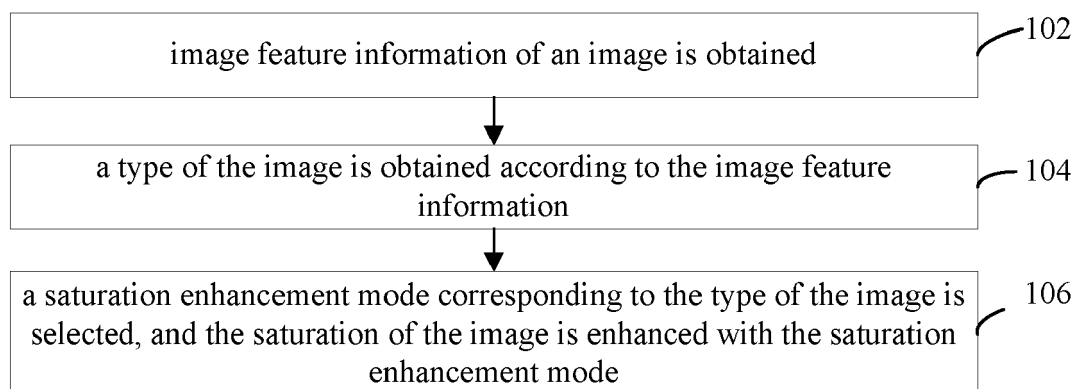 image feature information of an image is obtained
102
a type of the image is obtained according to the image feature
information
104
a saturation enhancement mode corresponding to the type of the image is
selected, and the saturation of the image is enhanced with the saturation
enhancement mode
106